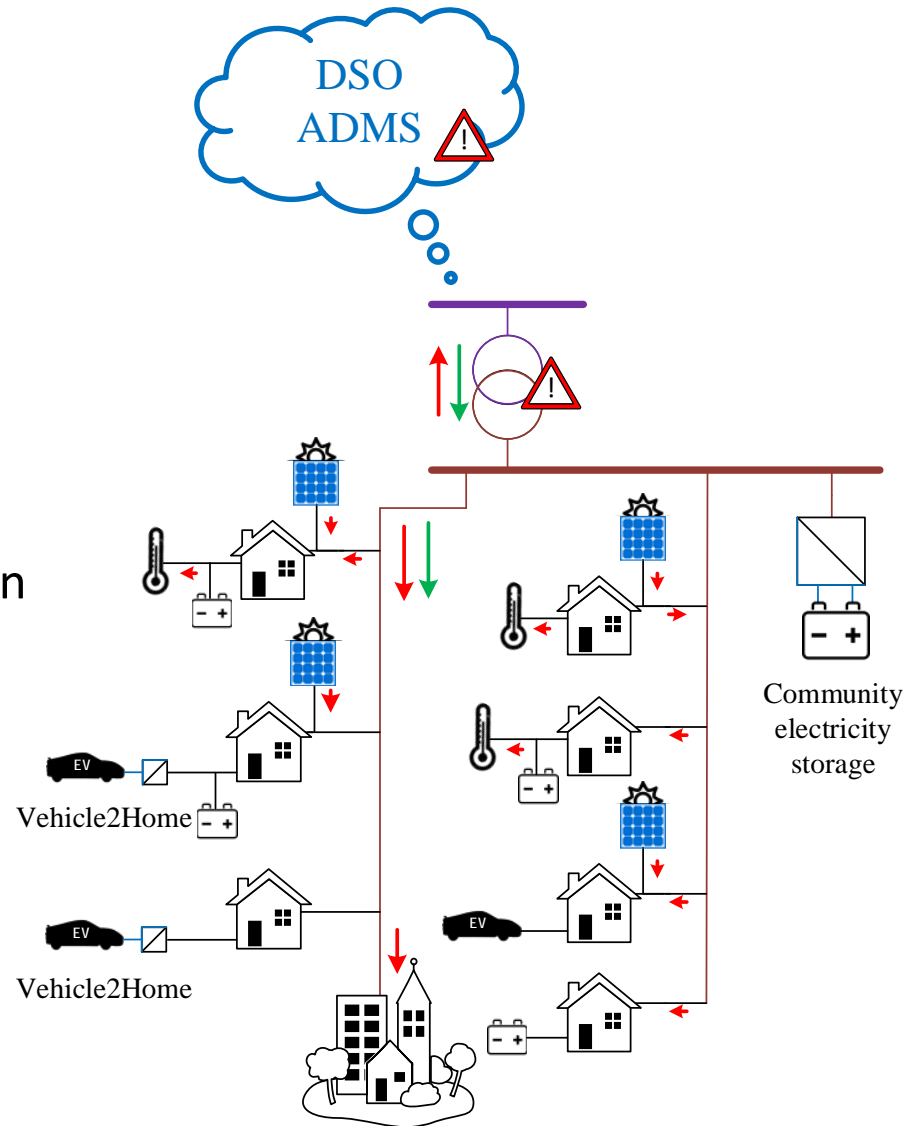 DSO
ADMS
!
!
n
- +
- +
Community
electricity
storage
EV
Vehicle2Home
- +
- +
EV
EV
Vehicle2Home
- +